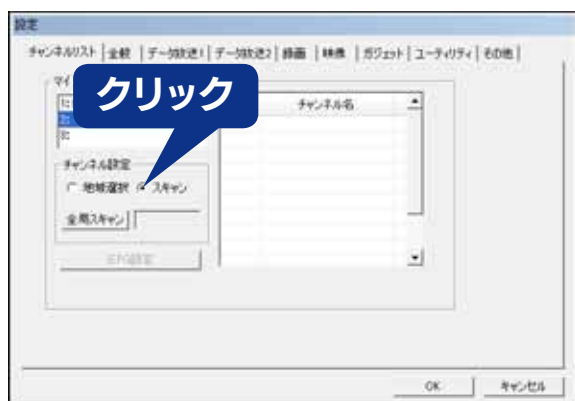 設定
チャンネルリスト 全般 データ放送1 データ放送2 録画 映像 ガジェット ユーティリティ その他
マイ
クリック
チャンネル名
チャンネル設定
地域選択 スキャン
全局スキャン
OK キャンセル